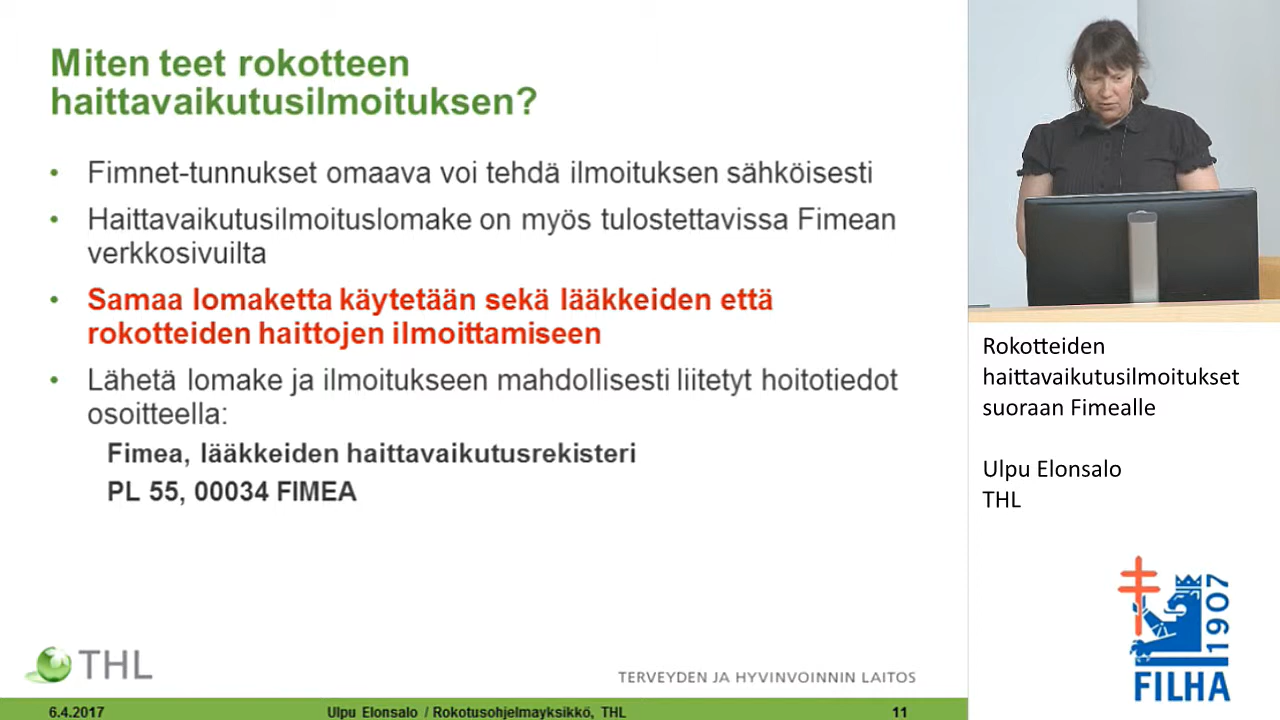 Miten teet rokotteen
haittavaikutusilmoituksen?
• Fimnet-tunnukset omaava voi tehdä ilmoituksen sähköisesti
• Haittavaikutusilmoituslomake on myös tulostettavissa Fimean
verkkosivuilta
• Samaa lomaketta käytetään sekä lääkkeiden että
rokotteiden haittojen ilmoittamiseen
• Lähetä lomake ja ilmoitukseen mahdollisesti liitetyt hoitotiedot
osoitteella:
Fimea, lääkkeiden haittavaikutusrekisteri
PL 55, 00034 FIMEA
THL
TERVEYDEN JA HYVINVOINNIN LAITOS
6.4.2017
Ulpu Elonsalo / Rokotusohjelmayksikkö, THL
11
Rokotteiden
haittavaikutusilmoitukset
suoraan Fimealle
Ulpu Elonsalo
THL
1907
FILHA